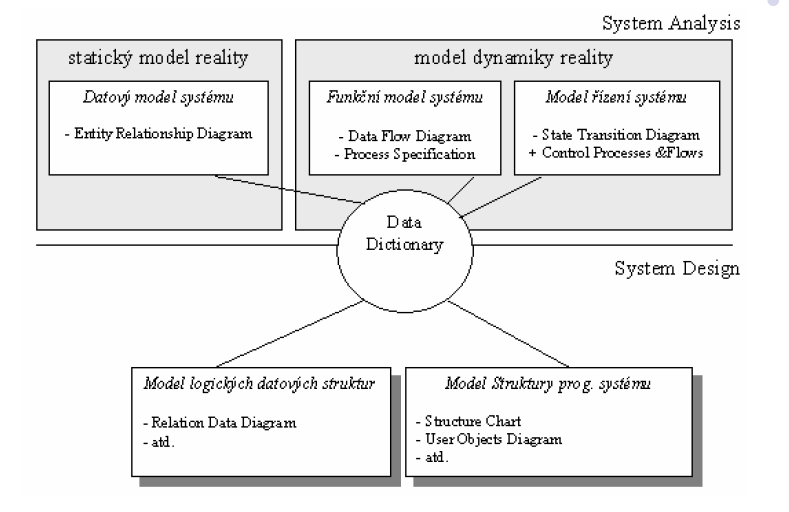 System Analysis
statický model reality
model dynamiky reality
Datový model systému
- Entity Relationship Diagram
Funkční model systému
- Data Flow Diagram
- Process Specification
Model řízení systému
- State Transition Diagram
+ Control Processes &Flows
Data
Dictionary
System Design
Model logických datových struktur
- Relation Data Diagram
- atd.
Model Struktury prog. systému
- Structure Chart
- User Objects Diagram
- atd.